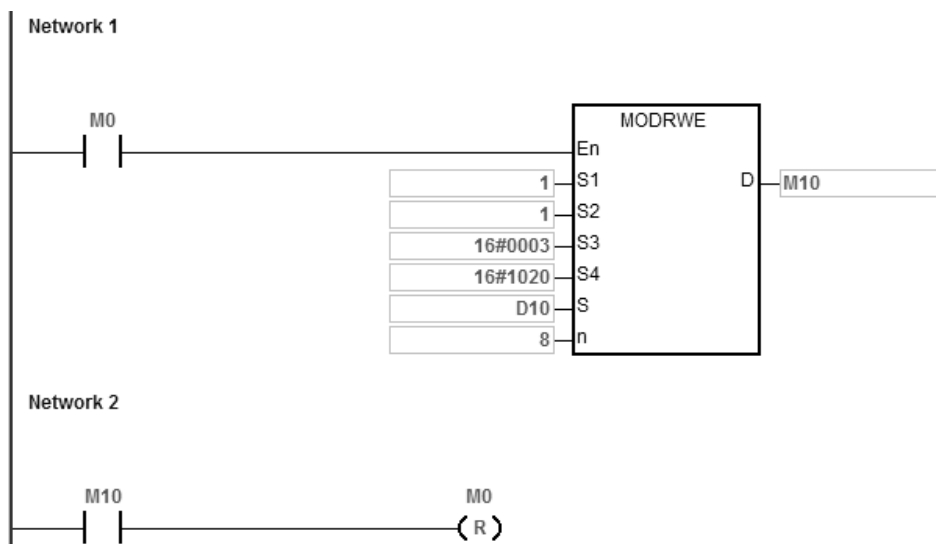 Network 1
M0
MODRWE
En
1 S1 D M10
1 S2
16#0003 S3
16#1020 S4
D10 S
8 n
Network 2
M10 M0
R